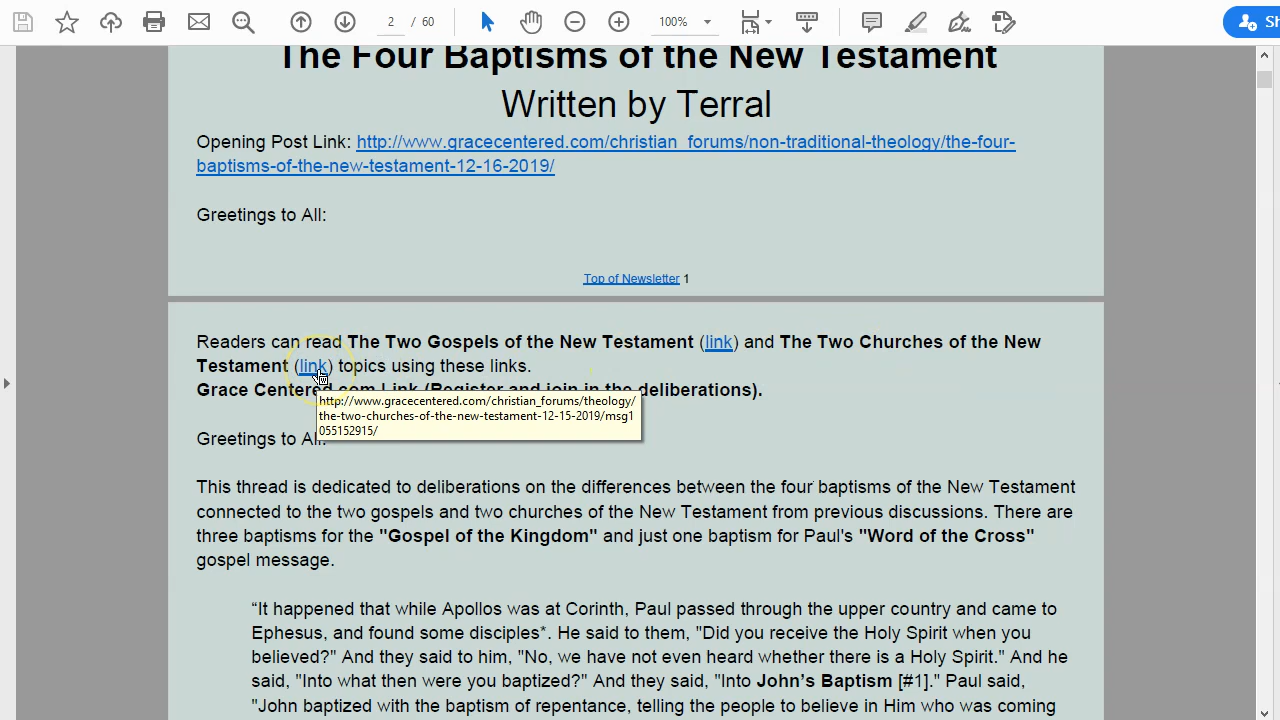 2 / 60
100%
Sh
The Four Baptisms of the New Testament
Written by Terral
Opening Post Link: http://www.gracecentered.com/christian_forums/non-traditional-theology/the-four-
baptisms-of-the-new-testament-12-16-2019/
Greetings to All:
Top of Newsletter 1
Readers can read The Two Gospels of the New Testament (link) and The Two Churches of the New
Testament (link) topics using these links.
Grace Centered.com Link (Register and join in the deliberations).
http://www.gracecentered.com/christian_forums/theology/
the-two-churches-of-the-new-testament-12-15-2019/msg1
055152915/
Greetings to All:
This thread is dedicated to deliberations on the differences between the four baptisms of the New Testament
connected to the two gospels and two churches of the New Testament from previous discussions. There are
three baptisms for the "Gospel of the Kingdom" and just one baptism for Paul's "Word of the Cross"
gospel message.
“It happened that while Apollos was at Corinth, Paul passed through the upper country and came to
Ephesus, and found some disciples*. He said to them, "Did you receive the Holy Spirit when you
believed?" And they said to him, "No, we have not even heard whether there is a Holy Spirit." And he
said, "Into what then were you baptized?" And they said, "Into John’s Baptism [#1]." Paul said,
"John baptized with the baptism of repentance, telling the people to believe in Him who was coming